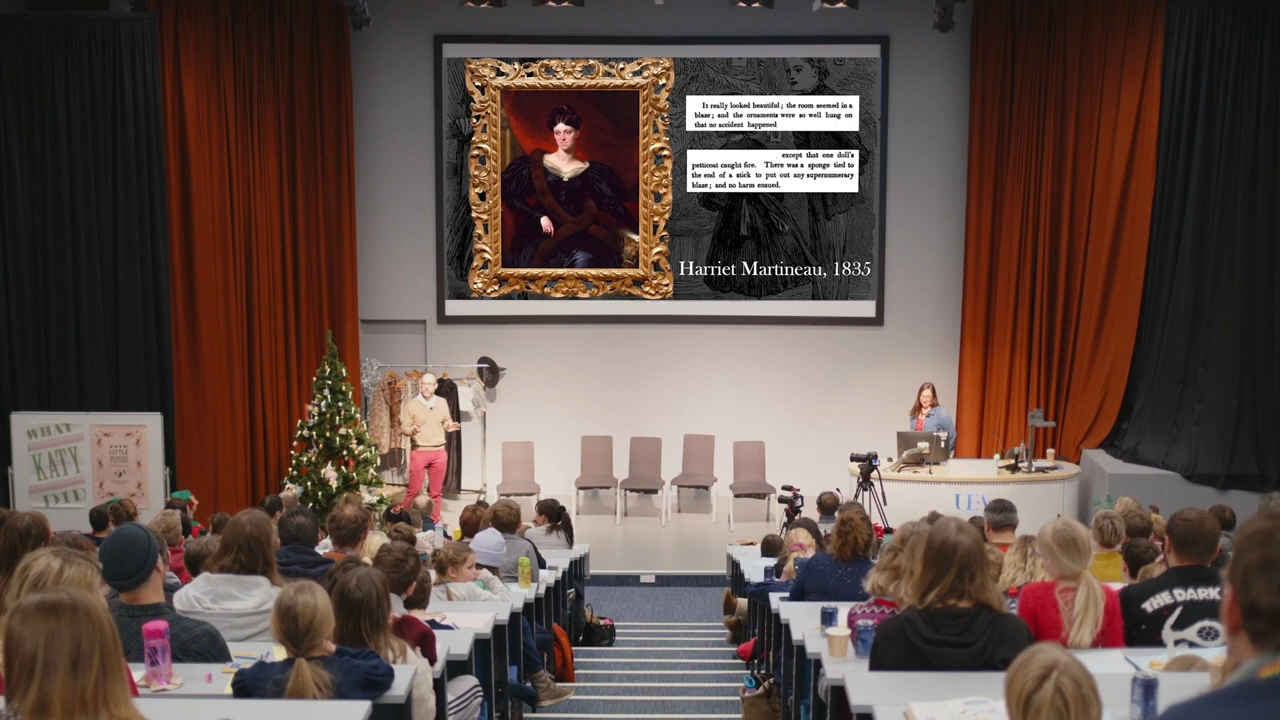 It really looked beautiful; the room seemed in a
blaze; and the ornaments were so well hung on
that no accident happened
except that one doll's
petticoat caught fire. There was a sponge tied to
the end of a stick to put out any supernumerary
blaze; and no harm ensued.
Harriet Martineau, 1835
WHAT
KATY
DID
FIVE
LITTLE
PEPPERS
UEA
THE DARK